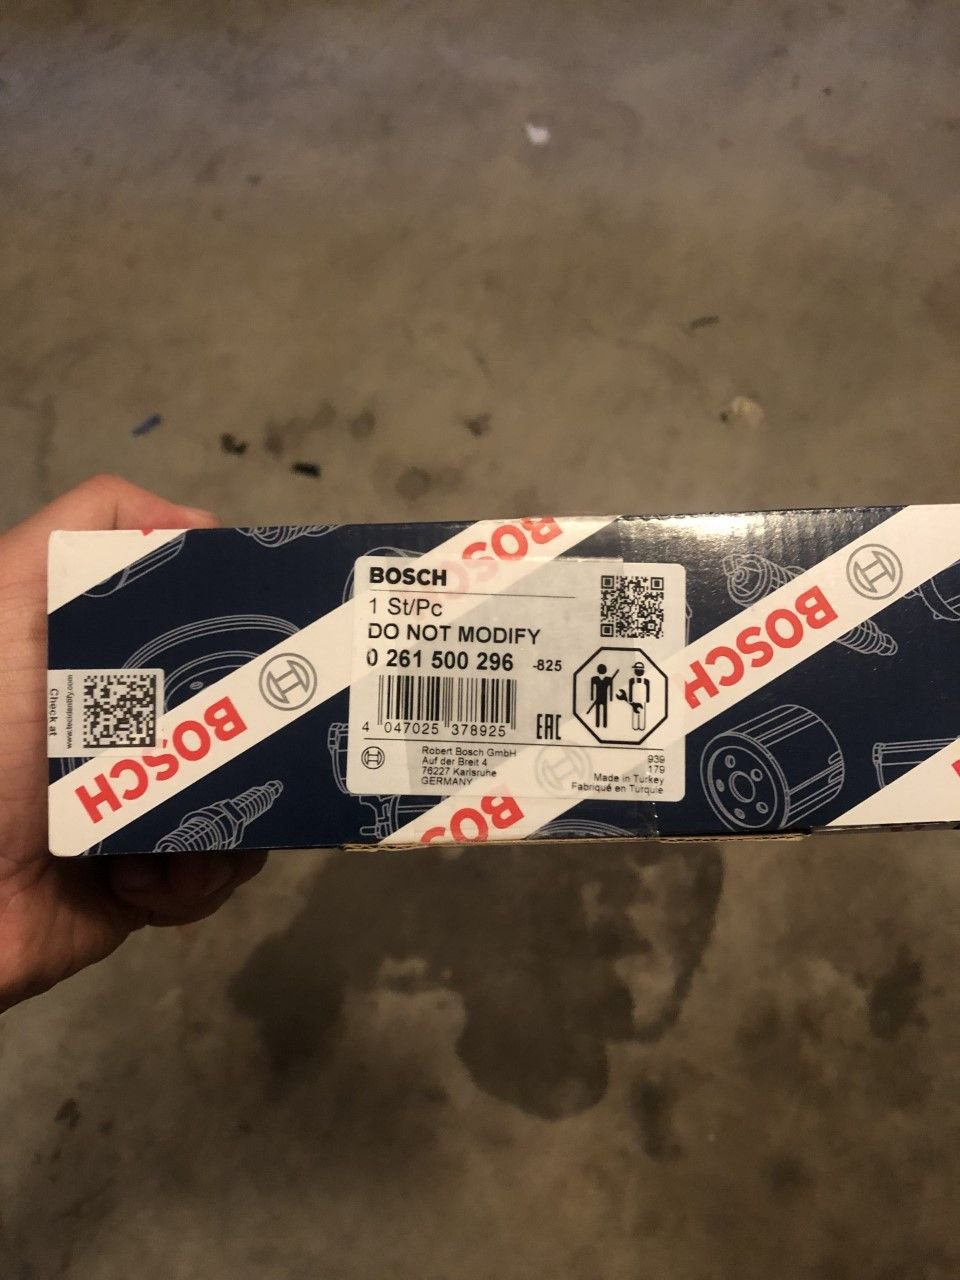 BOSCH
1 St/Pc
DO NOT MODIFY
0 261 500 296 -825
4 047025 378925
EAC
Robert Bosch GmbH
Auf der Breit 4
76227 Karlsruhe
GERMANY
939
179
Made in Turkey
Fabriqué en Turquie
Check at
BOSCH
BOSCH
BOSCH
BOS
B